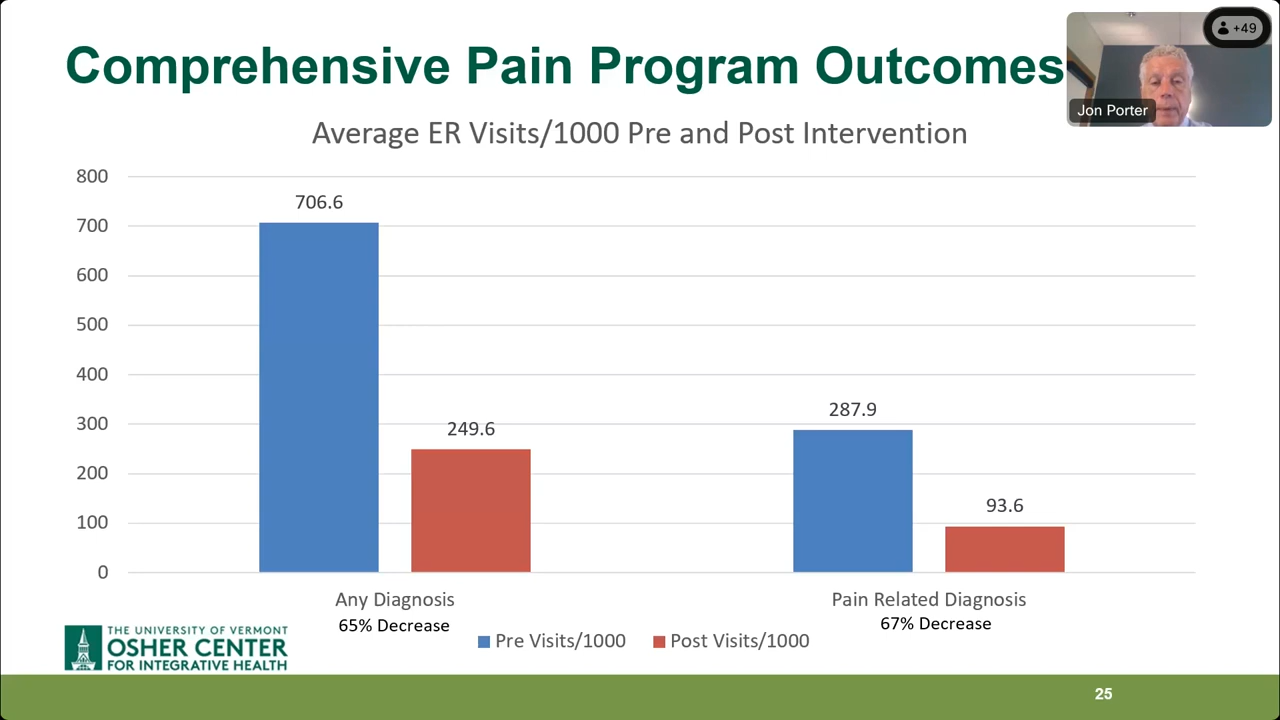 Comprehensive Pain Program Outcomes
+49
Jon Porter
Average ER Visits/1000 Pre and Post Intervention
800
700
600
500
400
300
200
100
0
706.6
249.6
287.9
93.6
Any Diagnosis
65% Decrease
Pain Related Diagnosis
67% Decrease
Pre Visits/1000
Post Visits/1000
THE UNIVERSITY OF VERMONT
OSHER CENTER
FOR INTEGRATIVE HEALTH
25